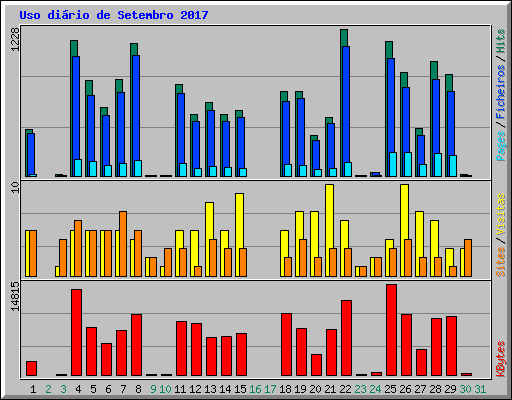 Uso diário de Setembro 2017
1228
Pages / Ficheiros / Hits
10
Sites / Visitas
14815
KBytes
1 2 3 4 5 6 7 8 9 10 11 12 13 14 15 16 17 18 19 20 21 22 23 24 25 26 27 28 29 30 31